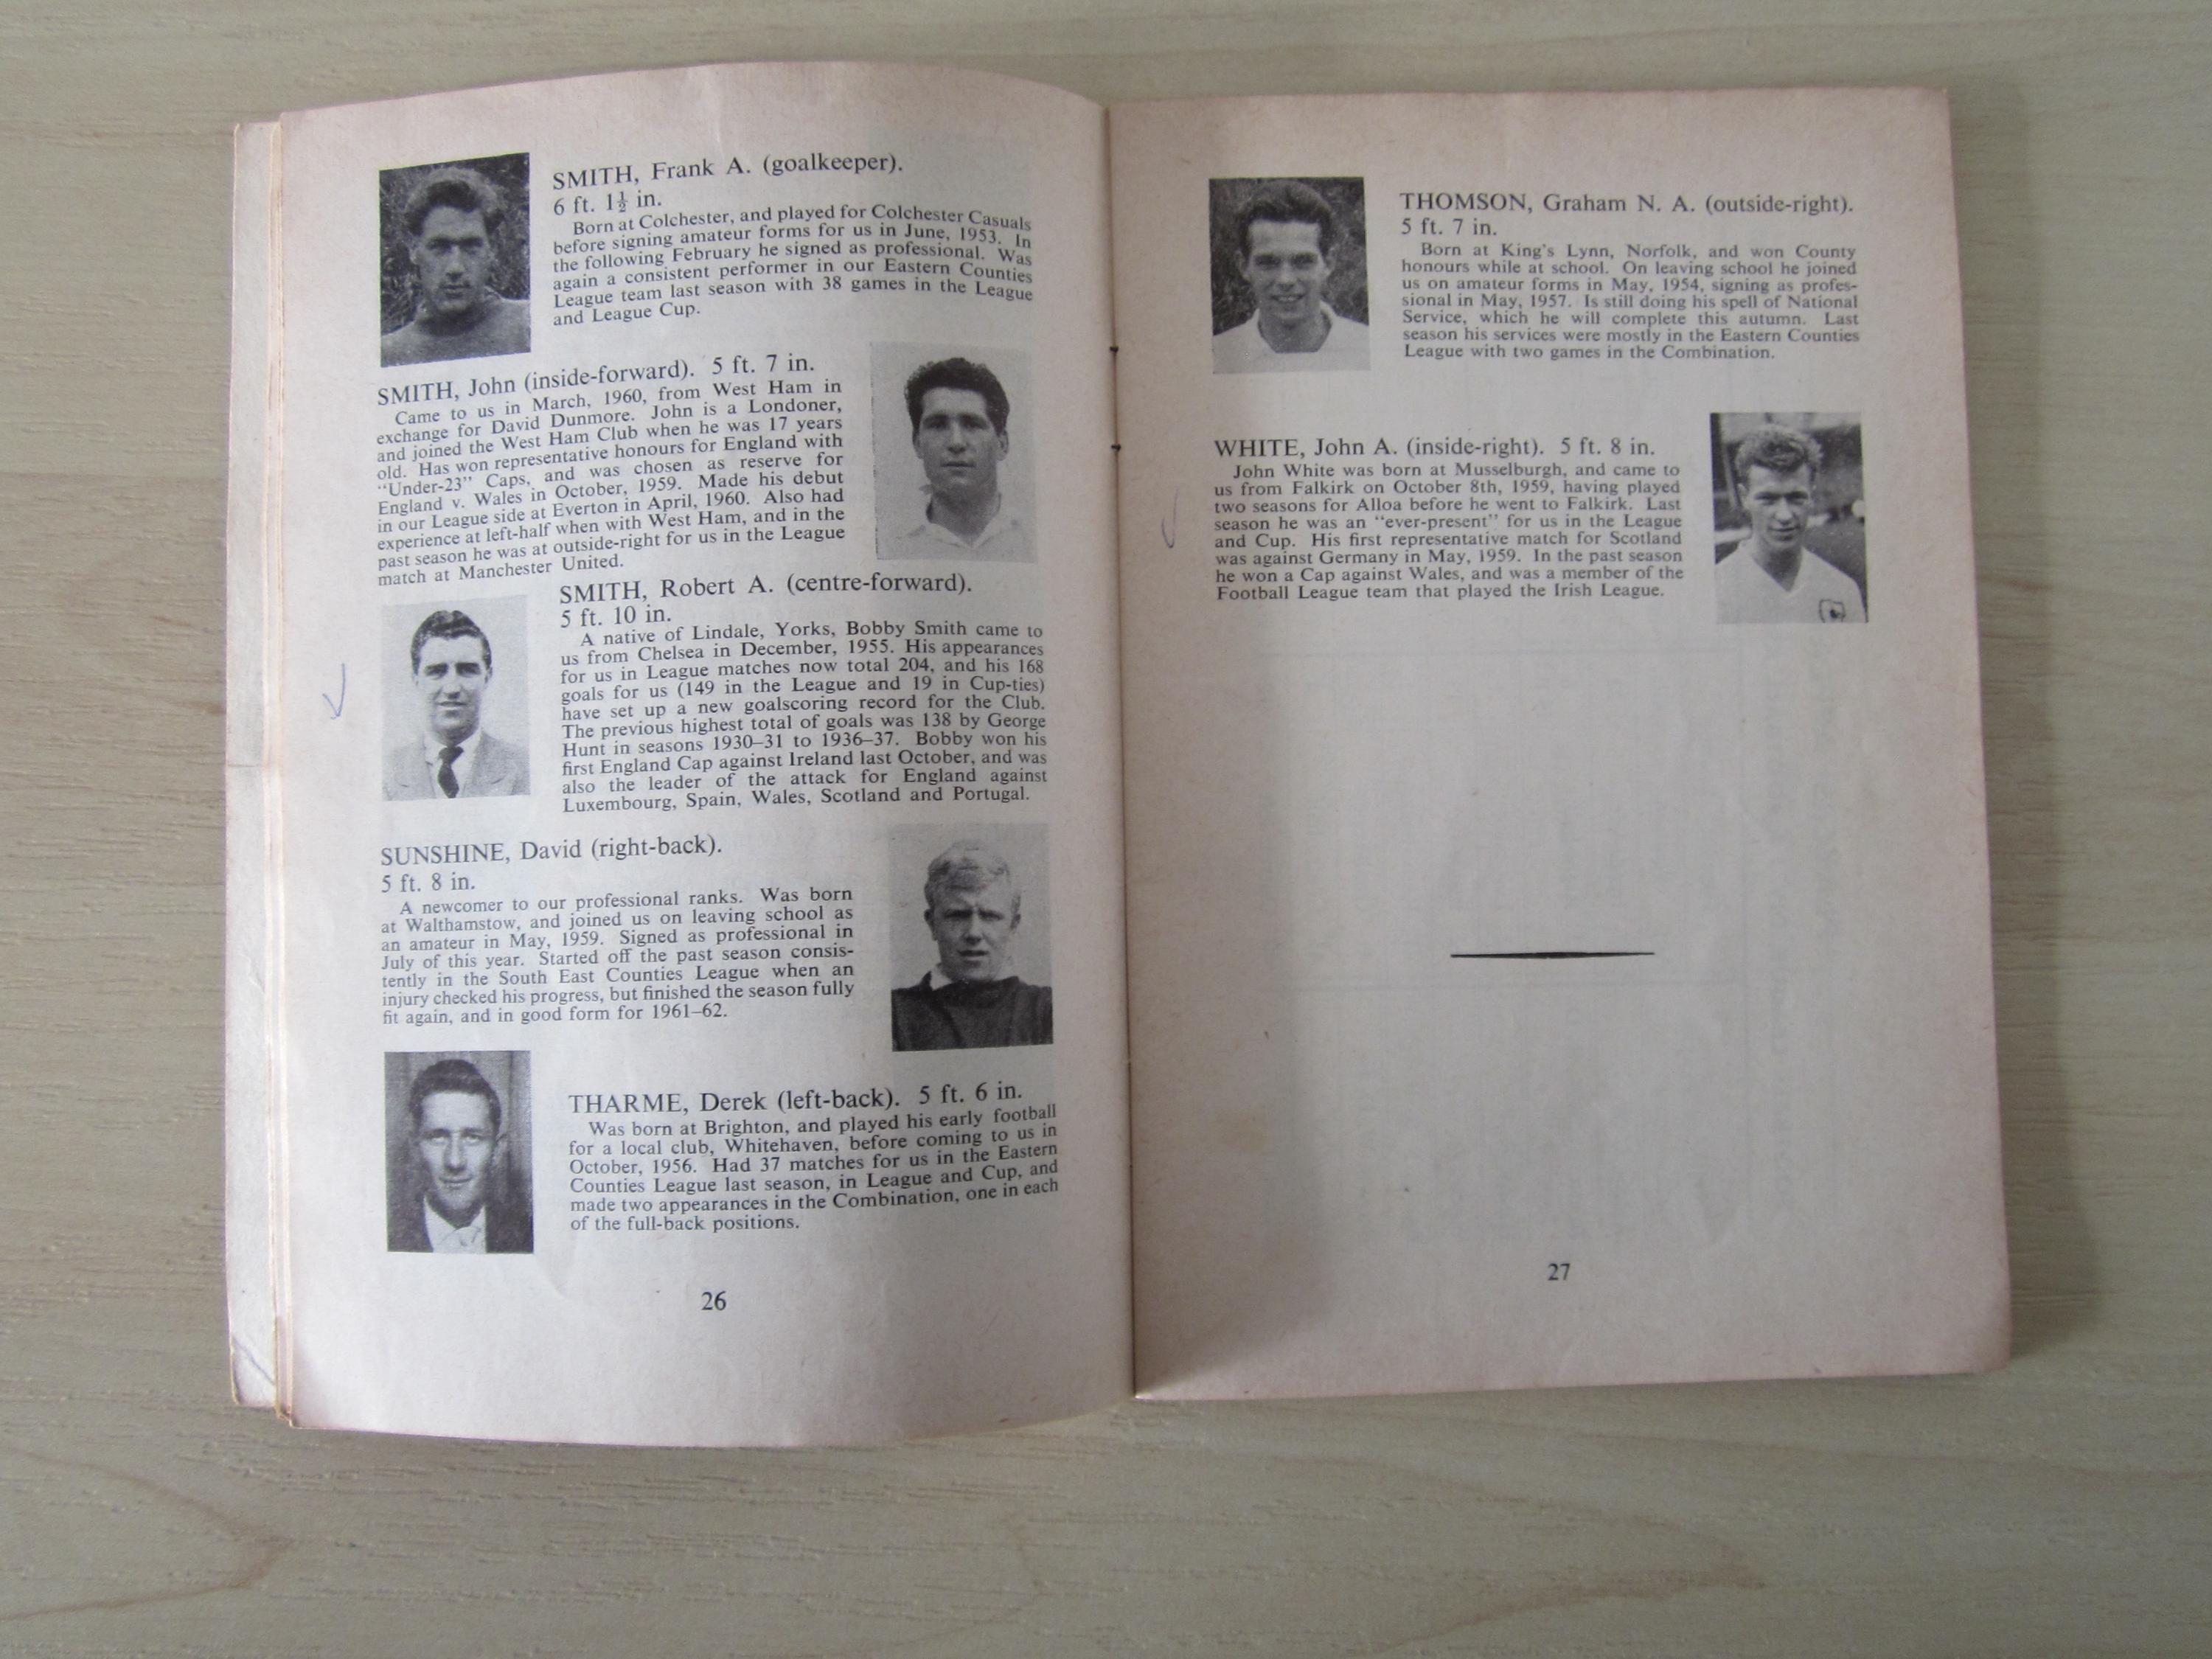 SMITH, Frank A. (goalkeeper).
6 ft. 1½ in.
Born at Colchester, and played for Colchester Casuals
before signing amateur forms for us in June, 1953. In
the following February he signed as professional. Was
again a consistent performer in our Eastern Counties
League team last season with 38 games in the League
and League Cup.
SMITH, John (inside-forward). 5 ft. 7 in.
Came to us in March, 1960, from West Ham in
exchange for David Dunmore. John is a Londoner,
and joined the West Ham Club when he was 17 years
old. Has won representative honours for England with
"Under-23" Caps, and was chosen as reserve for
England v. Wales in October, 1959. Made his debut
in our League side at Everton in April, 1960. Also had
experience at left-half when with West Ham, and in the
past season he was at outside-right for us in the League
match at Manchester United.
SMITH, Robert A. (centre-forward).
5 ft. 10 in.
A native of Lindale, Yorks, Bobby Smith came to
us from Chelsea in December, 1955. His appearances
for us in League matches now total 204, and his 168
goals for us (149 in the League and 19 in Cup-ties)
have set up a new goalscoring record for the Club.
The previous highest total of goals was 138 by George
Hunt in seasons 1930–31 to 1936–37. Bobby won his
first England Cap against Ireland last October, and was
also the leader of the attack for England against
Luxembourg, Spain, Wales, Scotland and Portugal.
SUNSHINE, David (right-back).
5 ft. 8 in.
A newcomer to our professional ranks. Was born
at Walthamstow, and joined us on leaving school as
an amateur in May, 1959. Signed as professional in
July of this year. Started off the past season consis-
tently in the South East Counties League when an
injury checked his progress, but finished the season fully
fit again, and in good form for 1961–62.
THARME, Derek (left-back). 5 ft. 6 in.
Was born at Brighton, and played his early football
for a local club, Whitehaven, before coming to us in
October, 1956. Had 37 matches for us in the Eastern
Counties League last season, in League and Cup, and
made two appearances in the Combination, one in each
of the full-back positions.
26
THOMSON, Graham N. A. (outside-right).
5 ft. 7 in.
Born at King's Lynn, Norfolk, and won County
honours while at school. On leaving school he joined
us on amateur forms in May, 1954, signing as profes-
sional in May, 1957. Is still doing his spell of National
Service, which he will complete this autumn. Last
season his services were mostly in the Eastern Counties
League with two games in the Combination.
WHITE, John A. (inside-right). 5 ft. 8 in.
John White was born at Musselburgh, and came to
us from Falkirk on October 8th, 1959, having played
two seasons for Alloa before he went to Falkirk. Last
season he was an "ever-present" for us in the League
and Cup. His first representative match for Scotland
was against Germany in May, 1959. In the past season
he won a Cap against Wales, and was a member of the
Football League team that played the Irish League.
27